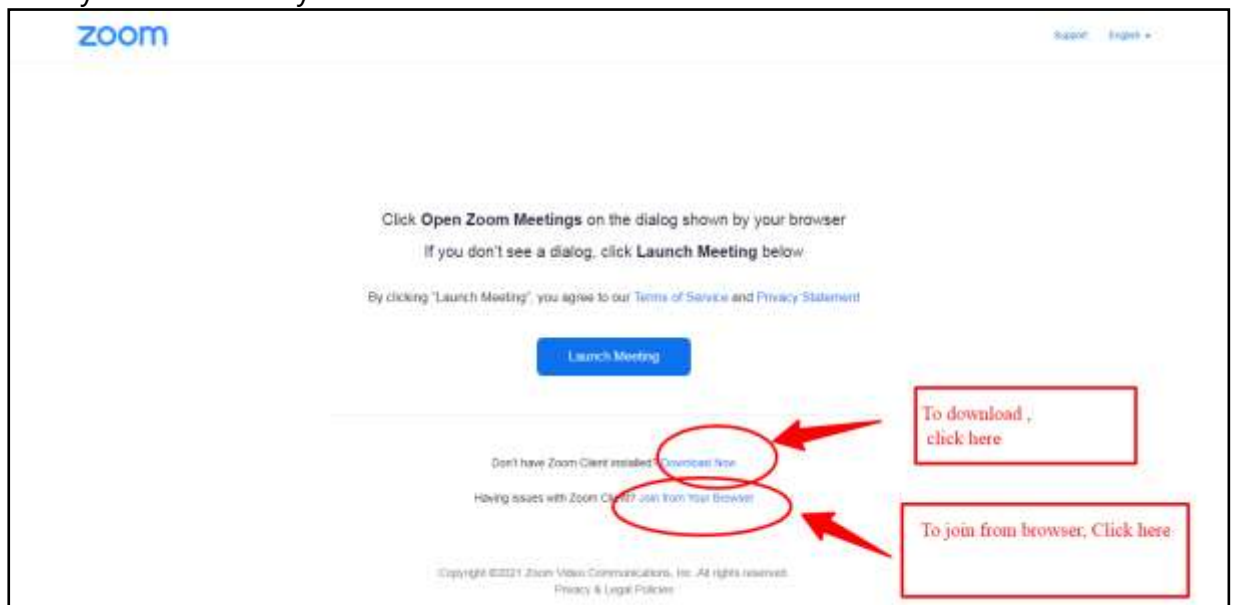 zoom
Support English
Click Open Zoom Meetings on the dialog shown by your browser
If you don't see a dialog, click Launch Meeting below
By clicking "Launch Meeting", you agree to our Terms of Service and Privacy Statement
Launch Meeting
To download ,
click here
Don't have Zoom Client installed? Download Now
Having issues with Zoom Client? Join from Your Browser
To join from browser, Click here
Copyright ©2021 Zoom Video Communications, Inc. All rights reserved.
Privacy & Legal Policies